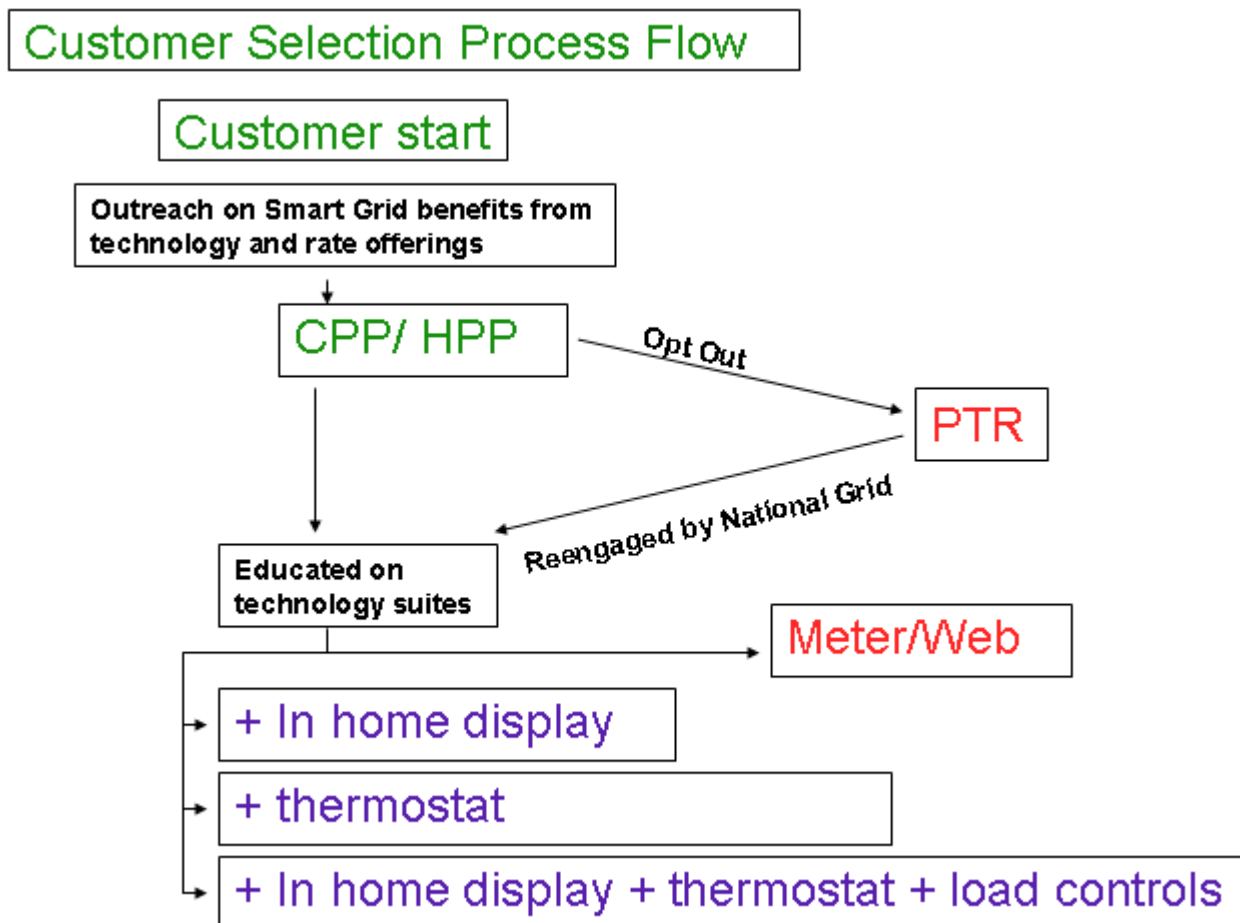 Customer Selection Process Flow
Customer start
Outreach on Smart Grid benefits from
technology and rate offerings
CPP/ HPP
Opt Out
PTR
Reengaged by National Grid
Educated on
technology suites
Meter/Web
+ In home display
+ thermostat
+ In home display + thermostat + load controls